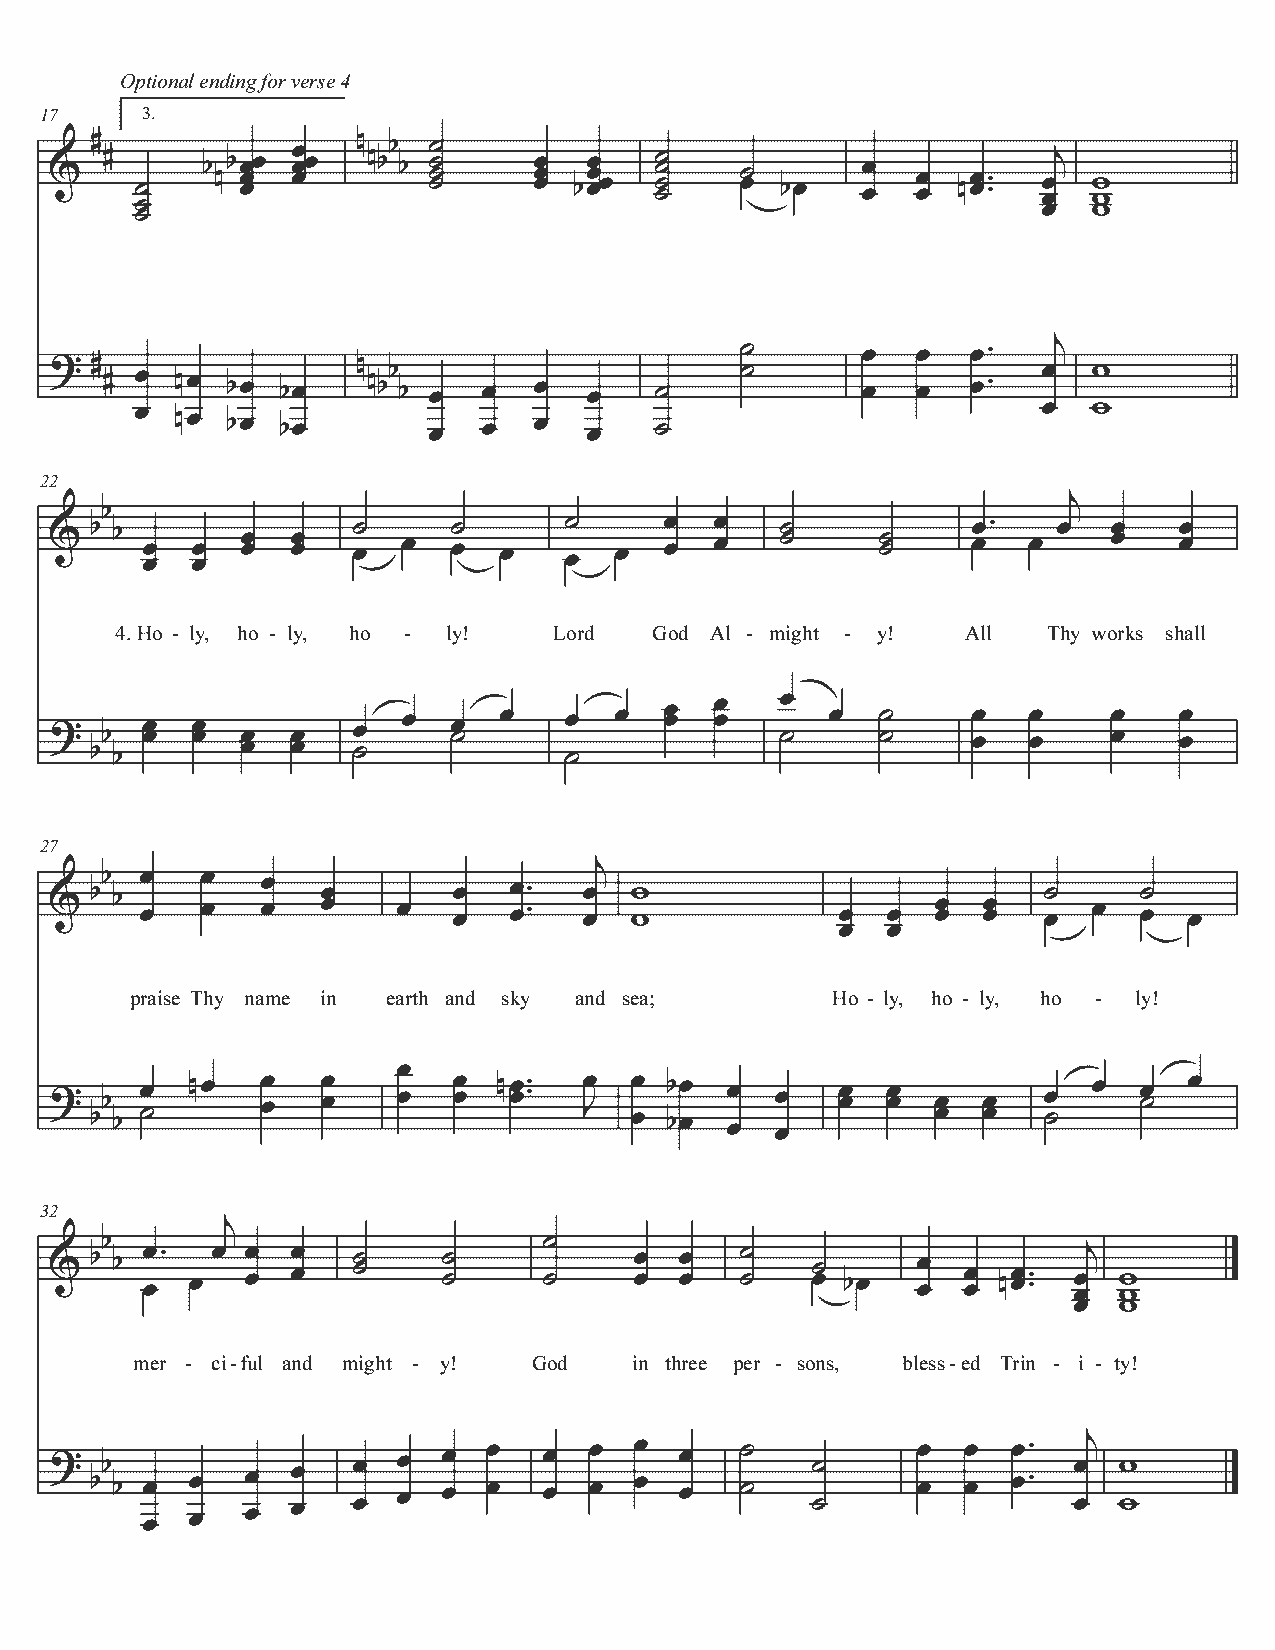 Optional ending for verse 4
17
3.
22
4. Ho - ly, ho - ly, ho - ly! Lord God Al - might - y! All Thy works shall
27
praise Thy name in earth and sky and sea; Ho - ly, ho - ly, ho - ly!
32
mer - ci - ful and might - y! God in three per - sons, bless - ed Trin - i - ty!